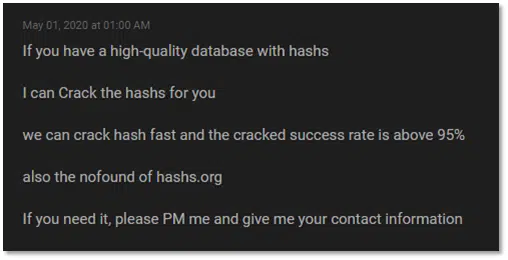 May 01, 2020 at 01:00 AM
If you have a high-quality database with hashs
I can Crack the hashs for you
we can crack hash fast and the cracked success rate is above 95%
also the nofound of hashs.org
If you need it, please PM me and give me your contact information